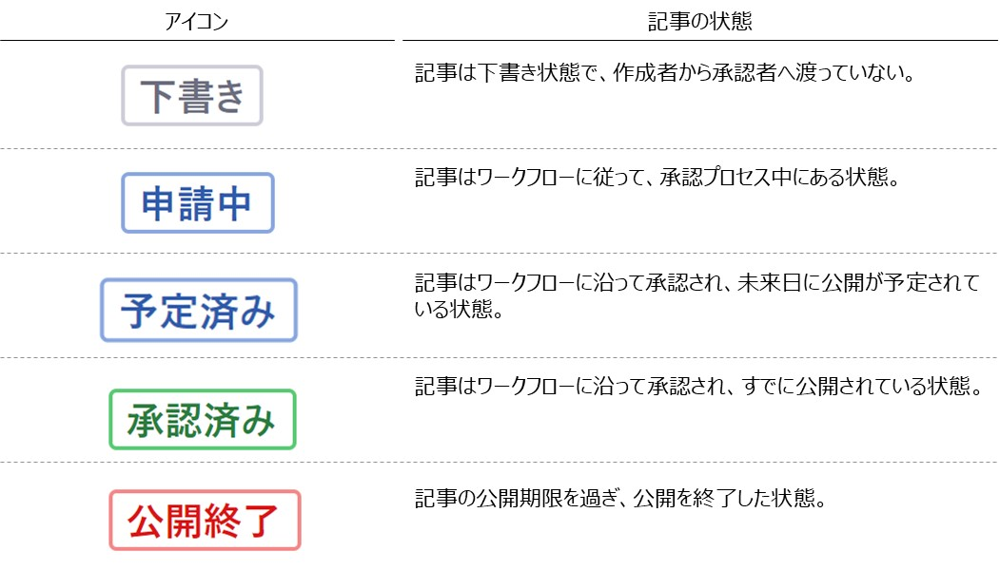 アイコン
記事の状態
下書き
記事は下書き状態で、作成者から承認者へ渡っていない。
申請中
記事はワークフローに従って、承認プロセス中にある状態。
予定済み
記事はワークフローに沿って承認され、未来日に公開が予定されて
いる状態。
承認済み
記事はワークフローに沿って承認され、すでに公開されている状態。
公開終了
記事の公開期限を過ぎ、公開を終了した状態。